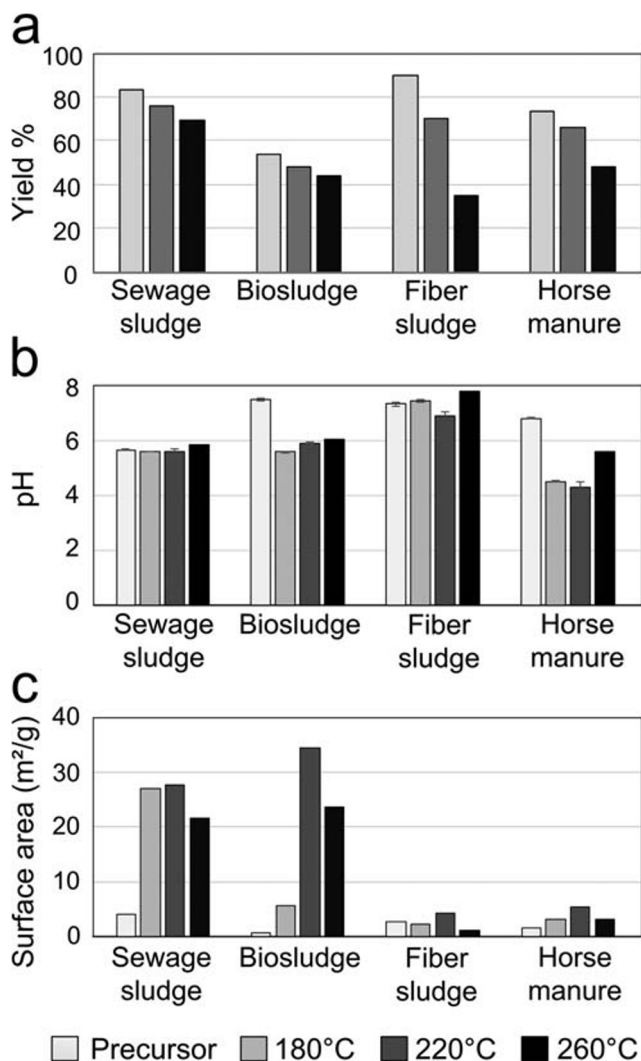 a
100
80
60
40
20
0
Yield %
Sewage sludge
Biosludge
Fiber sludge
Horse manure
b
8
6
4
2
0
pH
Sewage sludge
Biosludge
Fiber sludge
Horse manure
c
40
30
20
10
0
Surface area (m²/g)
Sewage sludge
Biosludge
Fiber sludge
Horse manure
Precursor 180°C 220°C 260°C